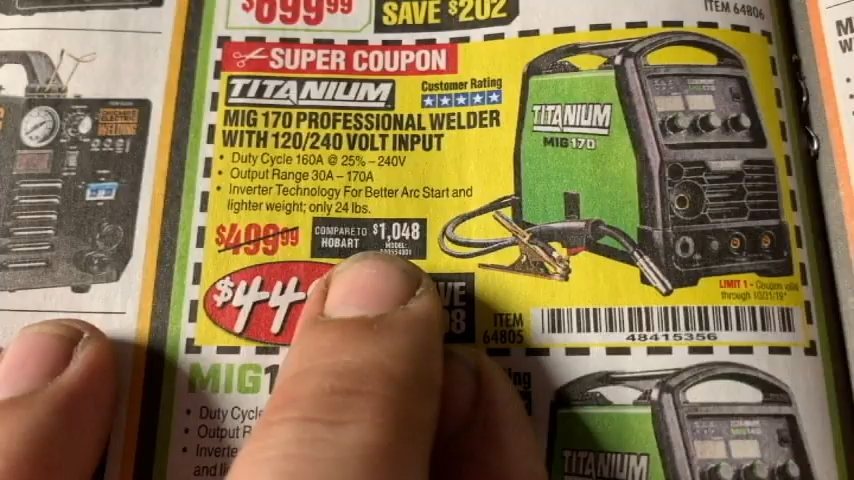 $699.99
SAVE $202
ITEM 64806
SUPER COUPON
TITANIUM
Customer Rating
MIG 170 PROFESSIONAL WELDER
WITH 120/240 VOLT INPUT
• Duty Cycle 160A @ 25% – 240V
• Output Range 30A – 170A
• Inverter Technology For Better Arc Start and
lighter weight; only 24 lbs.
$499.99
COMPARE TO
HOBART
$1,048
MODEL:
$44
ITEM
64805
LIMIT 1 - Coupon valid
through 10/31/19*
48415356
TITANIUM
MIG 170
WELDING
MIG
• Duty Cycle
• Output R
• Inverte
and li
TITANIUM